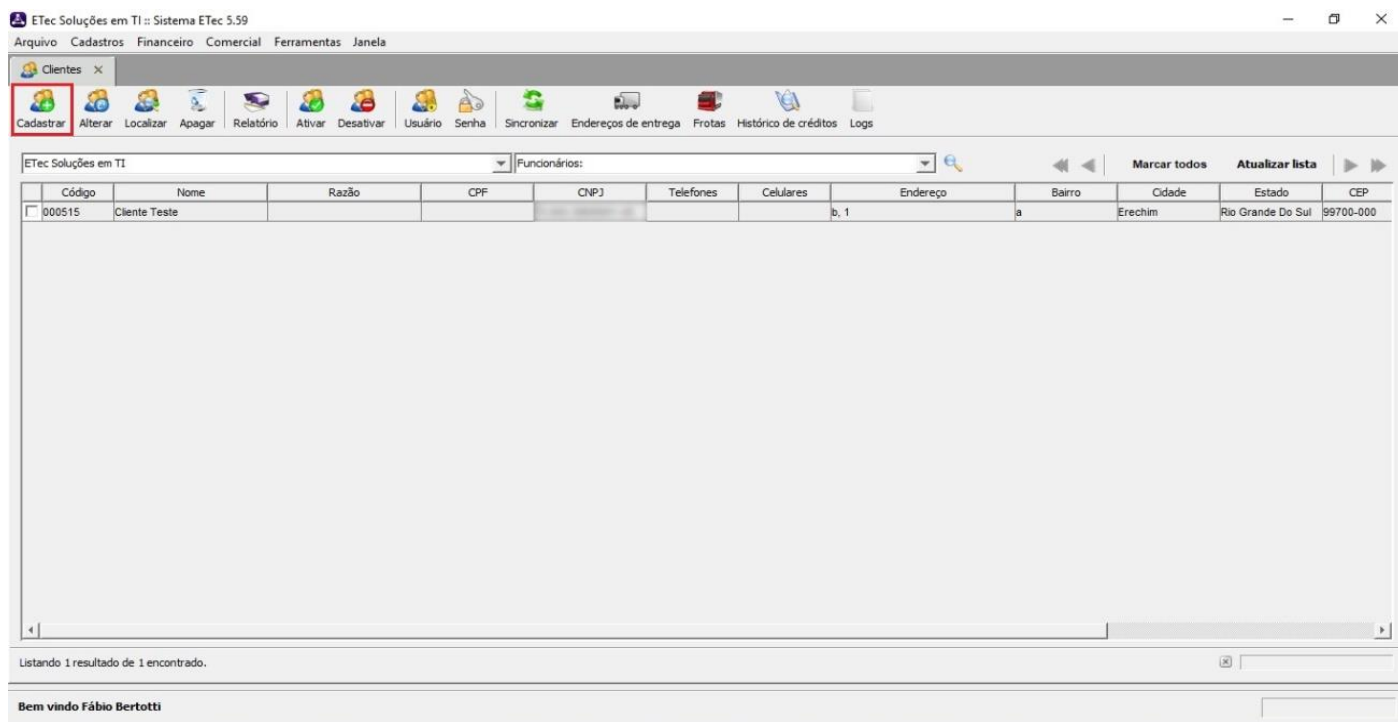 ETec Soluções em TI :: Sistema ETec 5.59
Arquivo Cadastros Financeiro Comercial Ferramentas Janela
Clientes
Cadastrar Alterar Localizar Apagar Relatório Ativar Desativar Usuário Senha Sincronizar Endereços de entrega Frotas Histórico de créditos Logs
ETec Soluções em TI Funcionários: Marcar todos Atualizar lista
Código Nome Razão CPF CNPJ Telefones Celulares Endereço Bairro Cidade Estado CEP
000515 Cliente Teste b, 1 a Erechim Rio Grande Do Sul 99700-000
Listando 1 resultado de 1 encontrado.
Bem vindo Fábio Bertotti